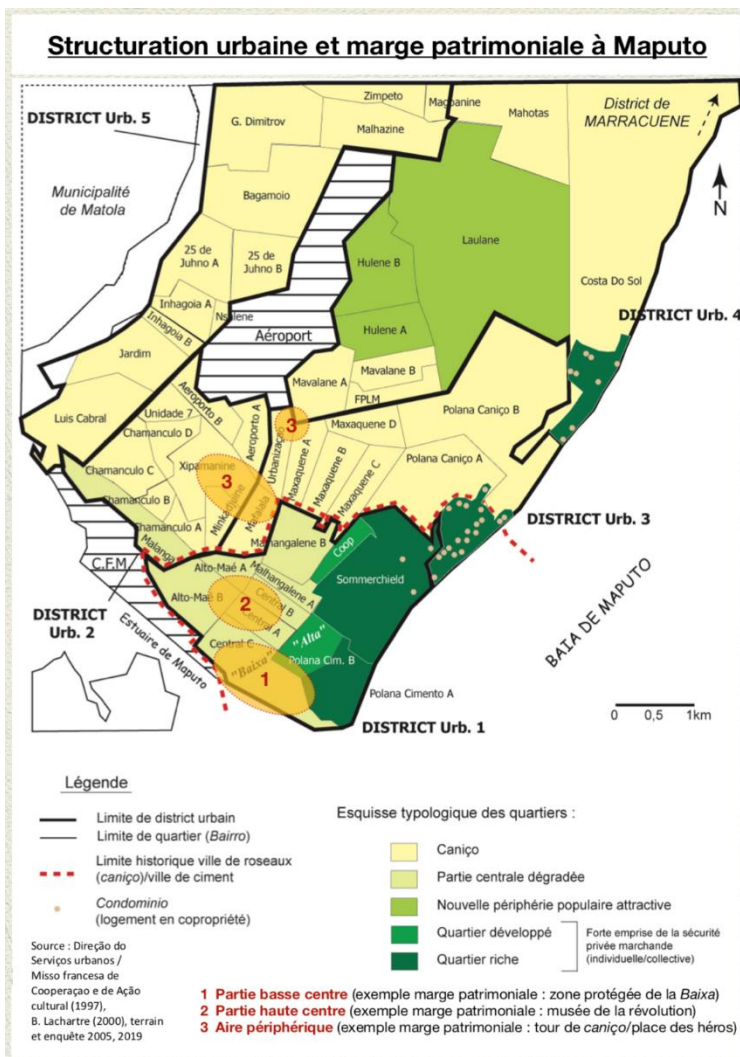 Structuration urbaine et marge patrimoniale à Maputo
DISTRICT Urb. 5
Zimpeto
Magoanine
G. Dimitrov
Malhazine
Mahotas
District de
MARRACUENE
Municipalité
de Matola
Bagamoio
N
25 de
Juhno A
25 de
Juhno B
Laulane
Hulene B
Costa Do Sol
Inhagoia A
Nsalene
Inhagoia B
Aéroport
Hulene A
DISTRICT
Urb. 4
Jardim
Mavalane B
Mavalane A
FPLM
Luis Cabral
Aeroporto B
Aeroporto A
Unidade 7
Chamanculo D
3
Urbanizaçao
Maxaquene D
Polana Caniço B
Chamanculo C
Xipamanine
3
Maxaquene A
Maxaquene B
Maxaquene C
Polana Caniço A
Chamanculo B
Minkadjuine
Mafalala
Chamanculo A
Malanga
DISTRICT
Urb. 3
Malhangalene B
Coop
C.F.M.
Alto-Maé A
Malhangalene A
Sommerchield
DISTRICT
Urb. 2
Alto-Maé B
2
Central B
Central A
BAIA DE MAPUTO
Estuaire de Maputo
Central C
"Alta"
"Baixa"
Polana Cim. B
1
Polana Cimento A
DISTRICT Urb. 1
0 0,5 1km
Légende
Limite de district urbain
Limite de quartier (Bairro)
Limite historique ville de roseaux
(caniço)/ville de ciment
Condominio
(logement en copropriété)
Source : Direção do
Serviços urbanos /
Misso francesa de
Cooperaçao e de Ação
cultural (1997),
B. Lachartre (2000), terrain
et enquête 2005, 2019
Esquisse typologique des quartiers :
Caniço
Partie centrale dégradée
Nouvelle périphérie populaire attractive
Quartier développé
Quartier riche
Forte emprise de la sécurité
privée marchande
(individuelle/collective)
1 Partie basse centre (exemple marge patrimoniale : zone protégée de la Baixa)
2 Partie haute centre (exemple marge patrimoniale : musée de la révolution)
3 Aire périphérique (exemple marge patrimoniale : tour de caniço/place des héros)